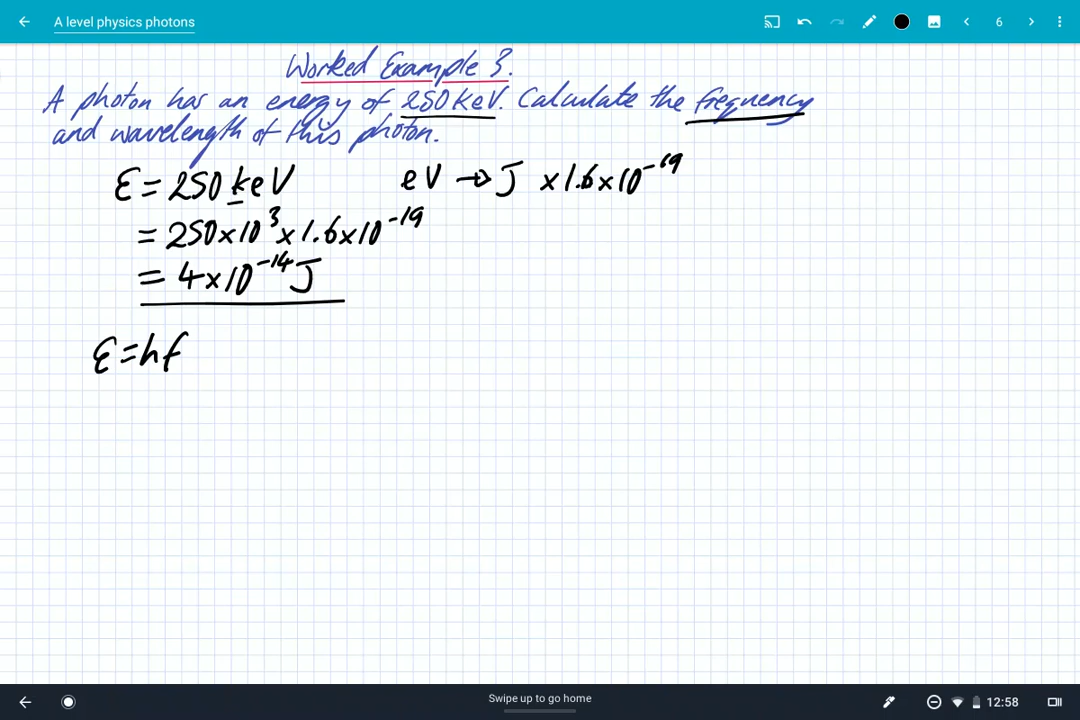 A level physics photons
6
Worked Example 3.
A photon has an energy of 250 keV. Calculate the frequency
and wavelength of this photon.
E = 250 keV eV → J × 1.6 × 10⁻¹⁹
= 250 × 10³ × 1.6 × 10⁻¹⁹
= 4 × 10⁻¹⁴ J
E = hf
Swipe up to go home
12:58